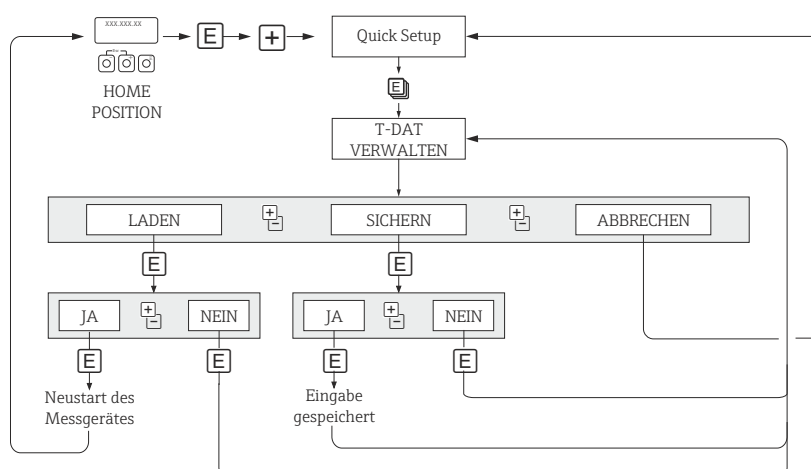 XXX.XXX.XX
E
+
Quick Setup
Esc
- + E
HOME
POSITION
E
T-DAT
VERWALTEN
LADEN
+
-
SICHERN
+
-
ABBRECHEN
E
E
JA
+
-
NEIN
JA
+
-
NEIN
E
E
E
E
Neustart des
Messgerätes
Eingabe
gespeichert